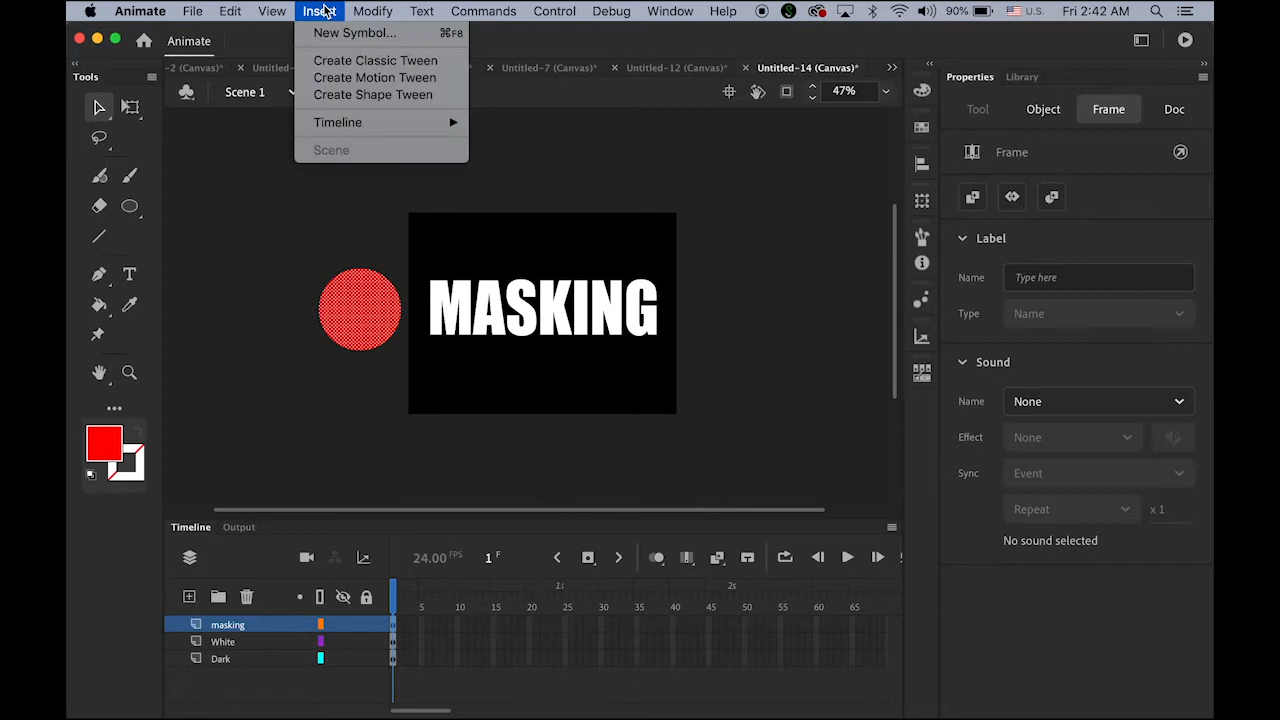 Animate File Edit View Insert Modify Text Commands Control Debug Window Help 90% Fri 2:42 AM
U.S.
Animate
New Symbol... ⌘F8
Create Classic Tween
Create Motion Tween
Create Shape Tween
Timeline
Scene
Tools
-2 (Canvas)* Untitled- Untitled-7 (Canvas)* Untitled-12 (Canvas)* Untitled-14 (Canvas)*
Scene 1 47%
MASKING
Properties Library
Tool Object Frame Doc
Frame
Label
Name Type here
Type Name
Sound
Name None
Effect None
Sync Event
Repeat x 1
No sound selected
Timeline Output
24.00 FPS 1 F
1s 2s
5 10 15 20 25 30 35 40 45 50 55 60 65
masking
White
Dark